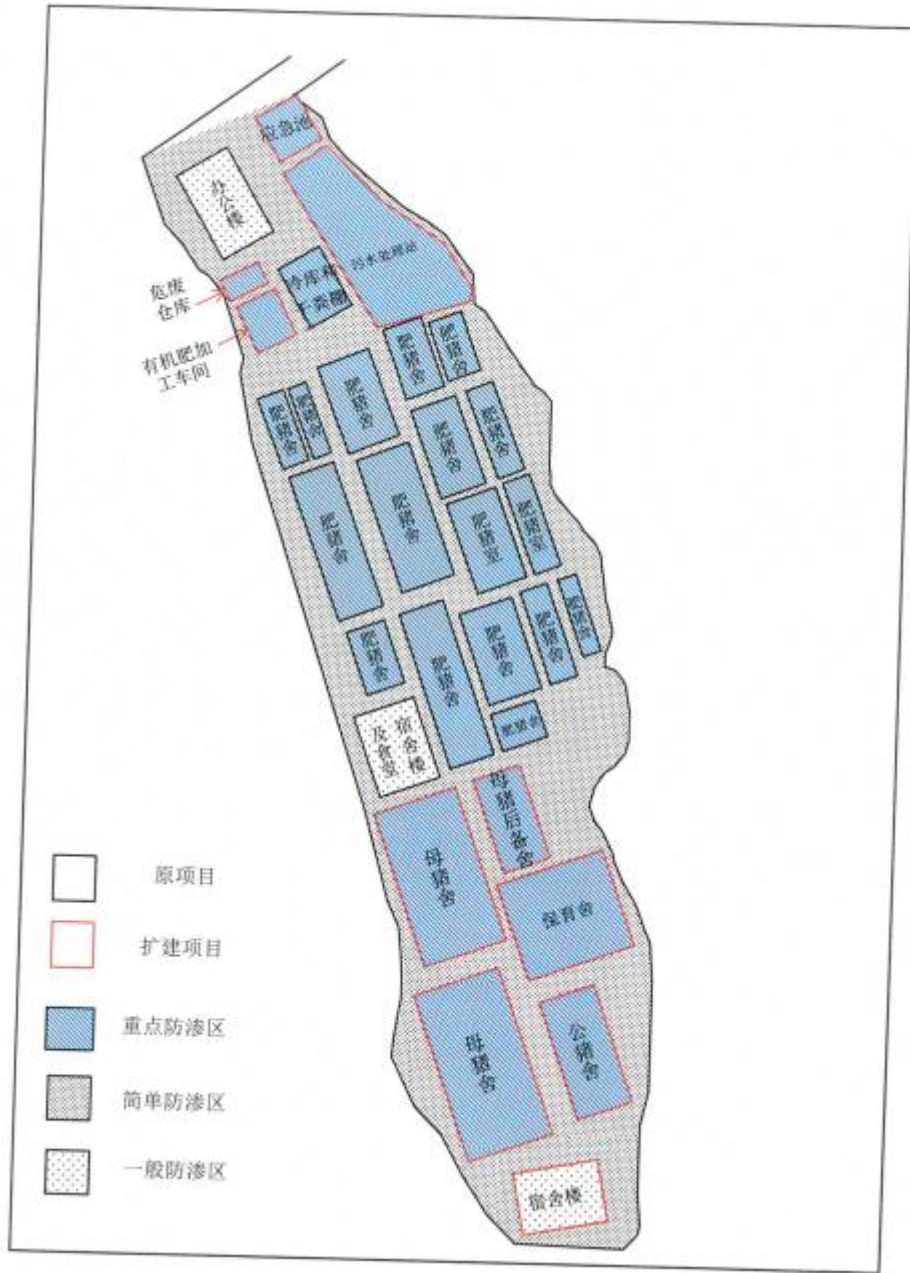 应急池
办公楼
污水处理站
冷库和
干粪棚
危废
仓库
有机肥加
工车间
肥猪舍
肥猪舍
肥猪舍
肥猪舍
肥猪舍
肥猪舍
肥猪舍
肥猪舍
肥猪舍
肥猪室
肥猪室
肥猪舍
肥猪舍
肥猪舍
肥猪舍
肥猪舍
肥猪舍
宿舍楼
及食堂
母猪后备舍
母猪舍
保育舍
母猪舍
公猪舍
宿舍楼
原项目
扩建项目
重点防渗区
简单防渗区
一般防渗区